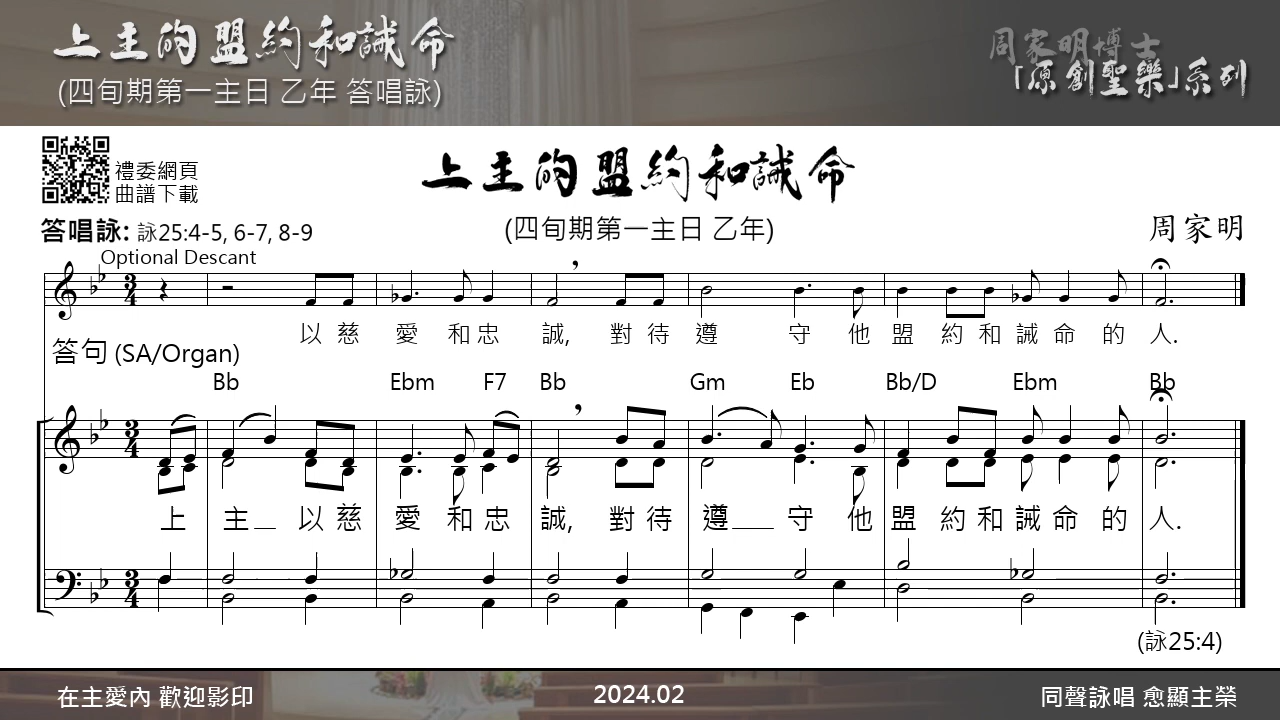 上主的盟約和誡命
(四旬期第一主日 乙年 答唱詠)
周家明博士
「原創聖樂」系列
禮委網頁
曲譜下載
上主的盟約和誡命
(四旬期第一主日 乙年)
周家明
答唱詠: 詠25:4-5, 6-7, 8-9
Optional Descant
以 慈 愛 和 忠 誠, 對 待 遵 守 他 盟 約 和 誡 命 的 人.
答句 (SA/Organ)
Bb Ebm F7 Bb Gm Eb Bb/D Ebm Bb
上 主 以 慈 愛 和 忠 誠, 對 待 遵 守 他 盟 約 和 誡 命 的 人.
(詠25:4)
在主愛內 歡迎影印
2024.02
同聲詠唱 愈顯主榮